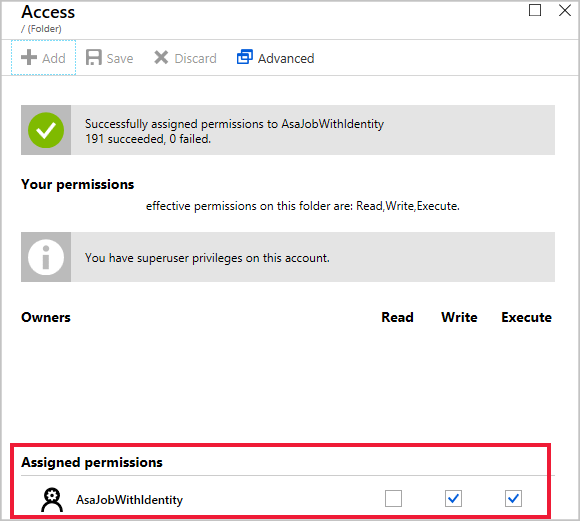 Access
/ (Folder)
Add Save Discard Advanced
Successfully assigned permissions to AsaJobWithIdentity
191 succeeded, 0 failed.
Your permissions
effective permissions on this folder are: Read,Write,Execute.
You have superuser privileges on this account.
Owners Read Write Execute
Assigned permissions
AsaJobWithIdentity